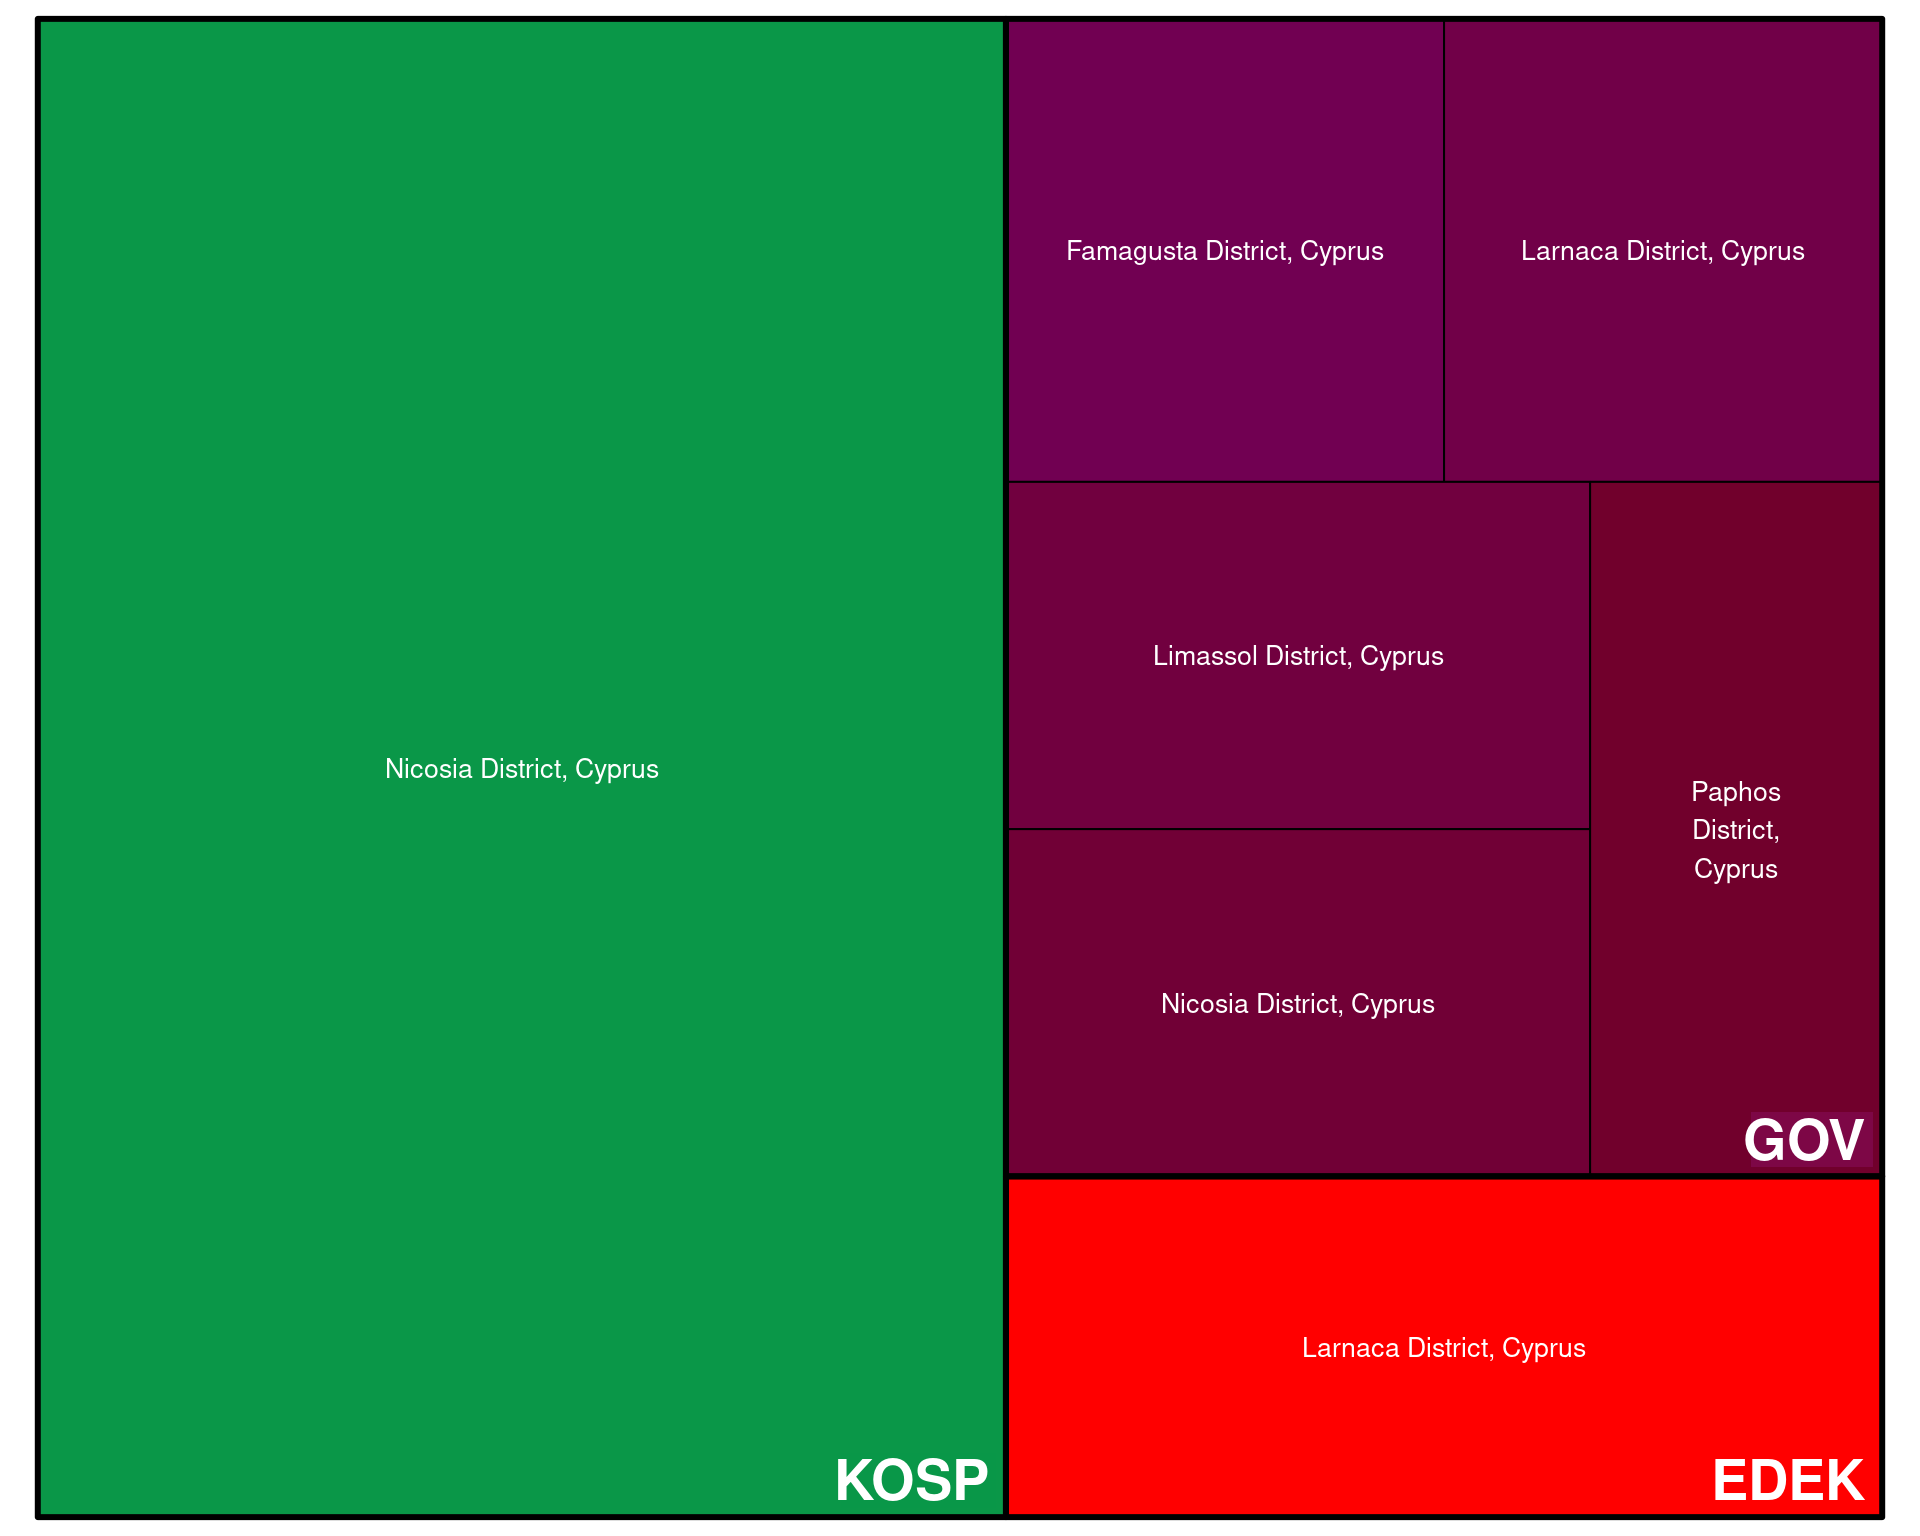 Nicosia District, Cyprus
KOSP
Famagusta District, Cyprus
Larnaca District, Cyprus
Limassol District, Cyprus
Nicosia District, Cyprus
Paphos
District,
Cyprus
GOV
Larnaca District, Cyprus
EDEK